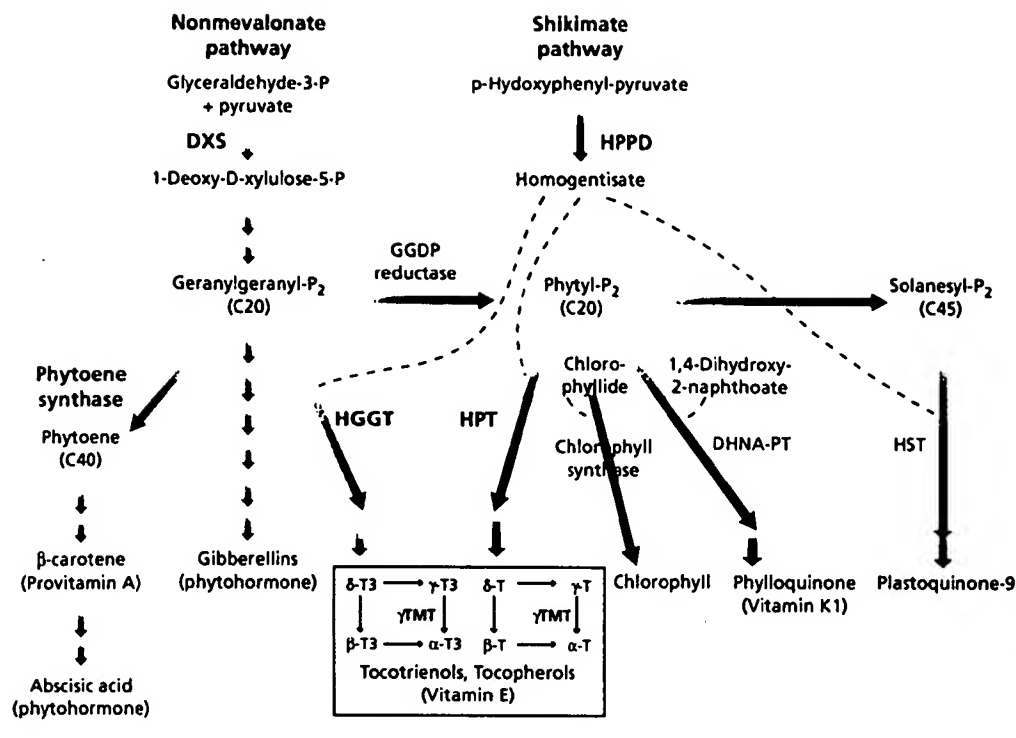 Nonmevalonate
pathway
Glyceraldehyde-3-P
+ pyruvate
DXS
1-Deoxy-D-xylulose-5-P
Geranylgeranyl-P2
(C20)
Shikimate
pathway
p-Hydoxyphenyl-pyruvate
HPPD
Homogentisate
GGDP
reductase
Phytyl-P2
(C20)
Solanesyl-P2
(C45)
Phytoene
synthase
Phytoene
(C40)
HGGT
HPT
Chloro-
phyllide
1,4-Dihydroxy-
2-naphthoate
Chlorophyll
synthase
DHNA-PT
HST
β-carotene
(Provitamin A)
Gibberellins
(phytohormone)
δ-T3 γ-T3 δ-T γ-T
γTMT γTMT
β-T3 α-T3 β-T α-T
Tocotrienols, Tocopherols
(Vitamin E)
Chlorophyll
Phylloquinone
(Vitamin K1)
Plastoquinone-9
Abscisic acid
(phytohormone)